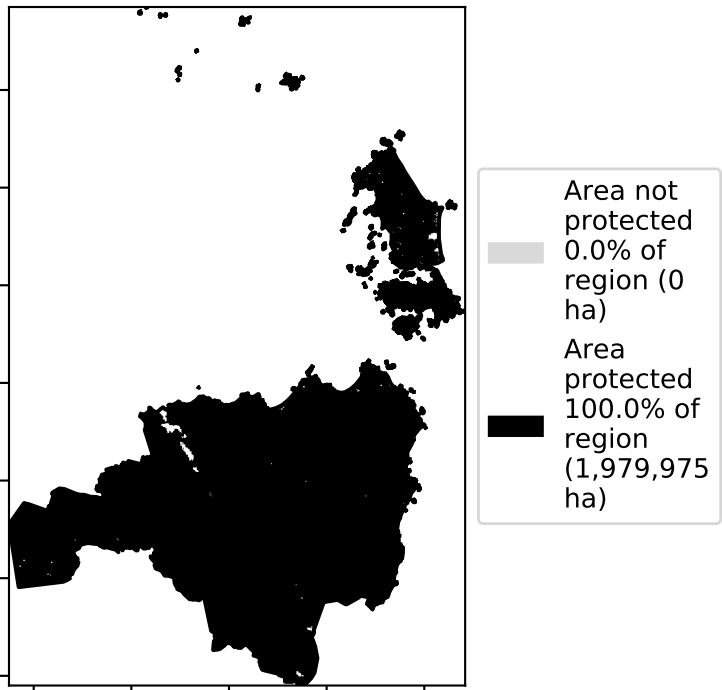 Area not
protected
0.0% of
region (0
ha)
Area
protected
100.0% of
region
(1,979,975
ha)